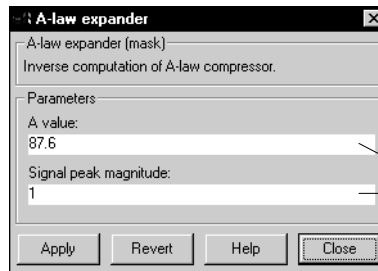 A-law expander
A-law expander (mask)
Inverse computation of A-law compressor.
Parameters
A value:
87.6
Signal peak magnitude:
1
Apply Revert Help Close